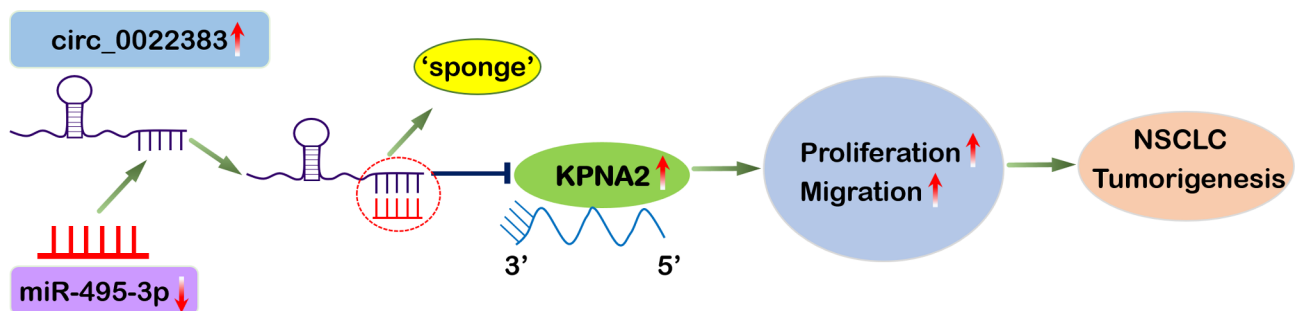 circ_0022383
‘sponge’
KPNA2
Proliferation
Migration
NSCLC
Tumorigenesis
3’
5’
miR-495-3p